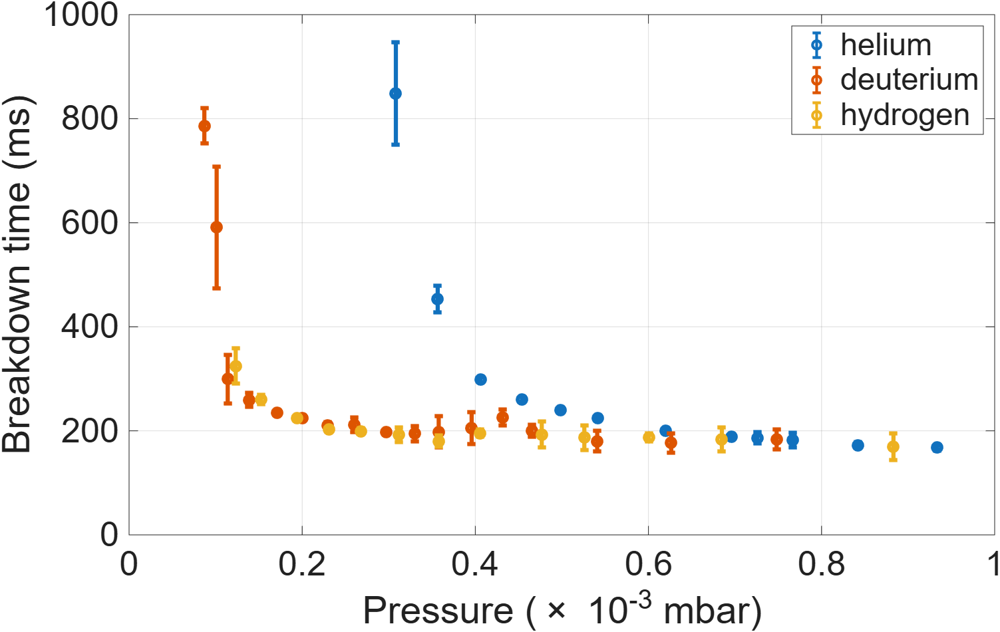 1000
800
600
400
200
0
0
0.2
0.4
0.6
0.8
1
Breakdown time (ms)
Pressure ( × 10⁻³ mbar)
helium
deuterium
hydrogen